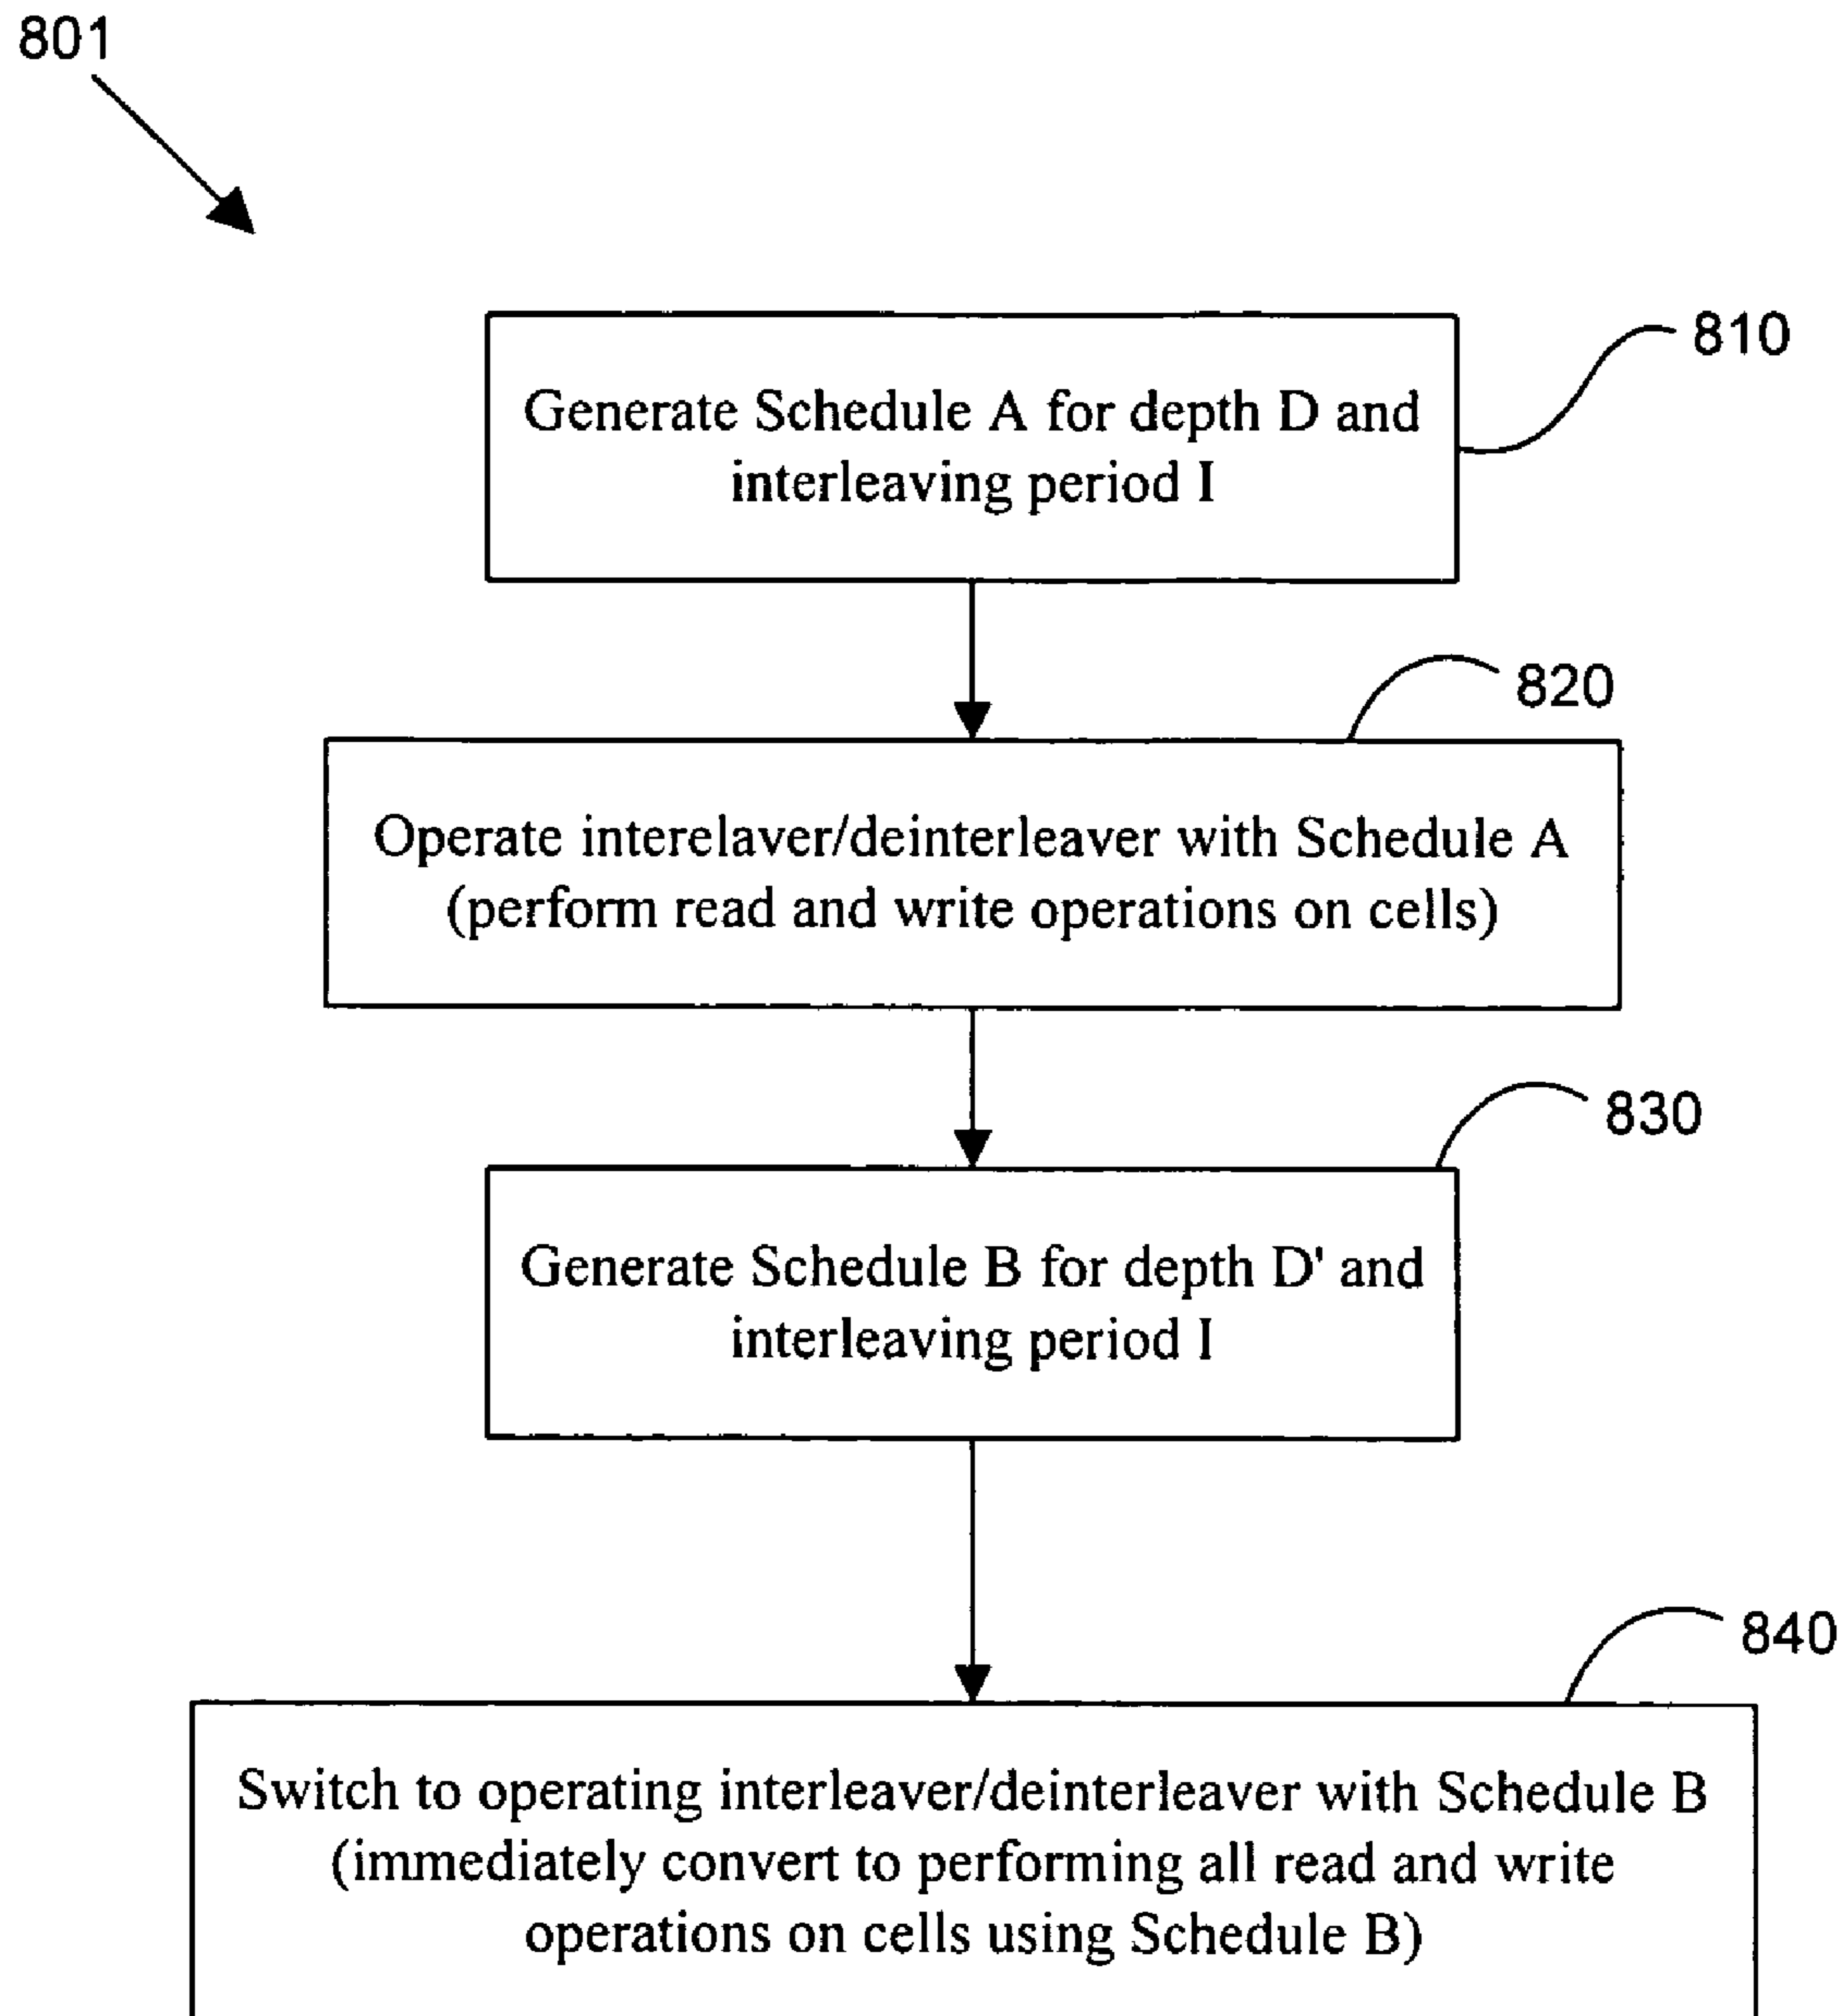 801
810
Generate Schedule A for depth D and
interleaving period I
820
Operate interelaver/deinterleaver with Schedule A
(perform read and write operations on cells)
830
Generate Schedule B for depth D' and
interleaving period I
840
Switch to operating interleaver/deinterleaver with Schedule B
(immediately convert to performing all read and write
operations on cells using Schedule B)